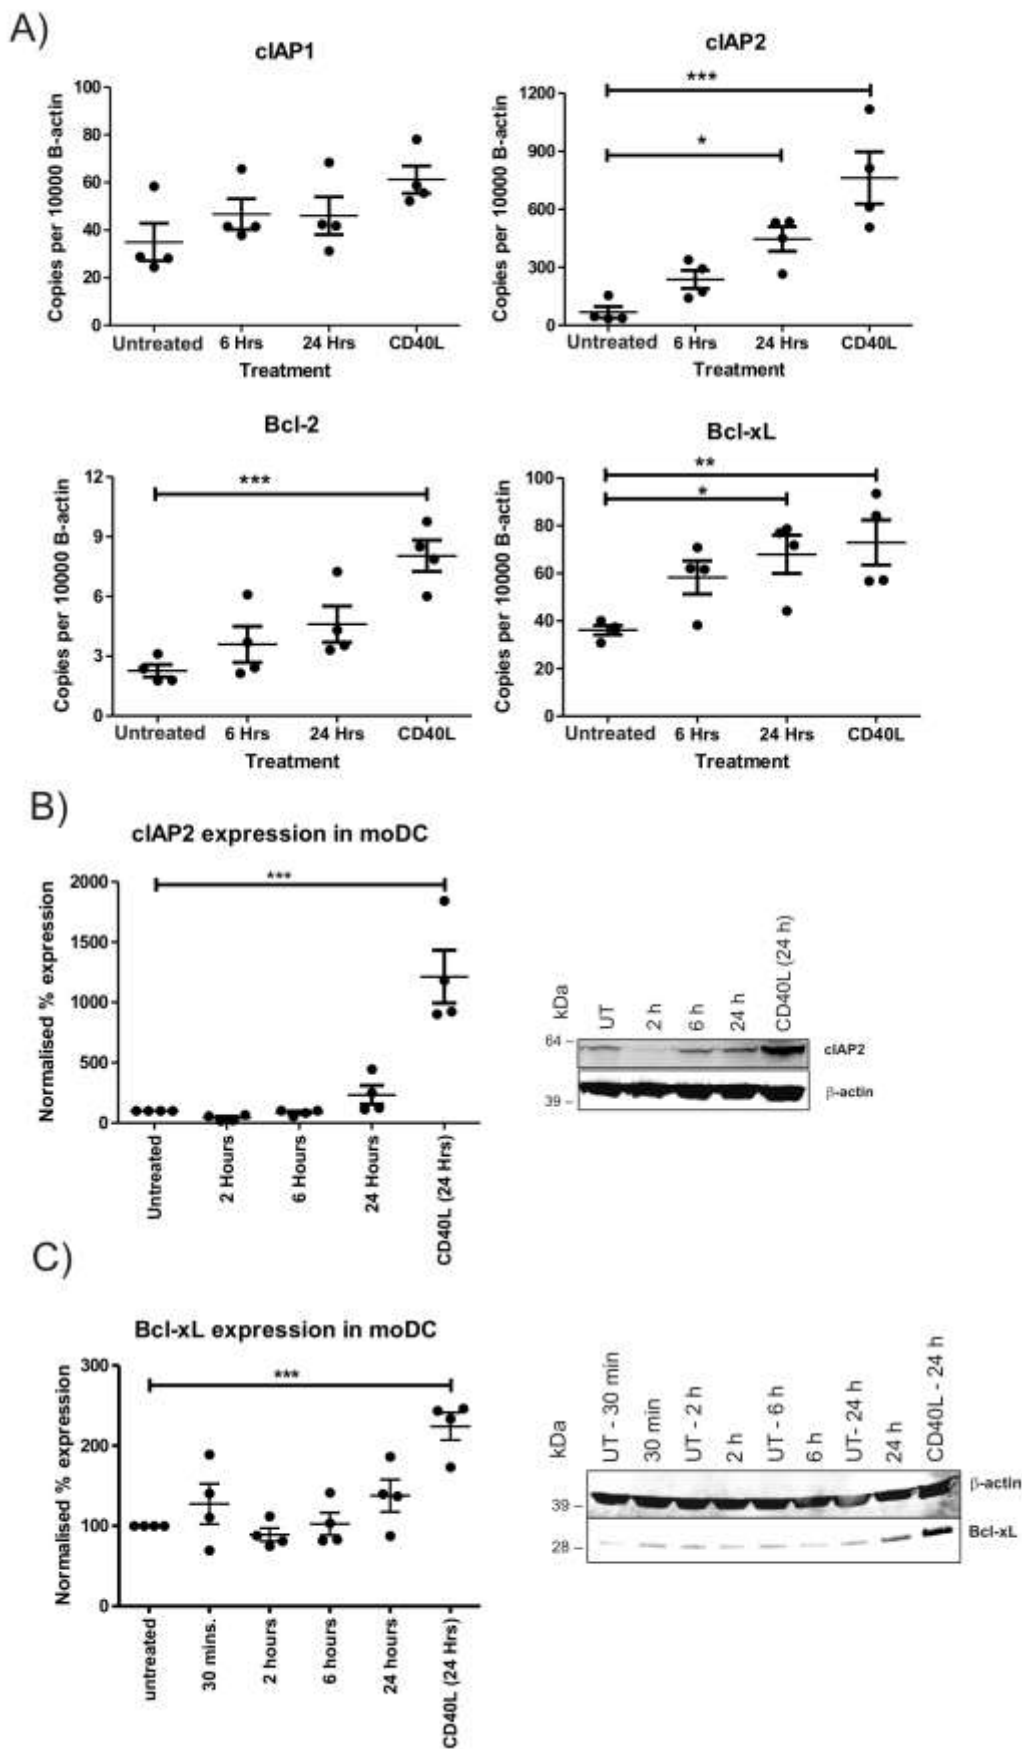 A)
cIAP1
Copies per 10000 B-actin
100
80
60
40
20
0
Untreated 6 Hrs 24 Hrs CD40L
Treatment
cIAP2
Copies per 10000 B-actin
1200
900
600
300
0
***
*
Untreated 6 Hrs 24 Hrs CD40L
Treatment
Bcl-2
Copies per 10000 B-actin
12
9
6
3
0
***
Untreated 6 Hrs 24 Hrs CD40L
Treatment
Bcl-xL
Copies per 10000 B-actin
100
80
60
40
20
0
**
*
Untreated 6 Hrs 24 Hrs CD40L
Treatment
B)
cIAP2 expression in moDC
Normalised % expression
2000
1500
1000
500
0
***
Untreated
2 Hours
6 Hours
24 Hours
CD40L (24 Hrs)
kDa
UT
2 h
6 h
24 h
CD40L (24 h)
64 –
cIAP2
39 –
β-actin
C)
Bcl-xL expression in moDC
Normalised % expression
300
200
100
0
***
untreated
30 mins.
2 hours
6 hours
24 hours
CD40L (24 Hrs)
kDa
UT - 30 min
30 min
UT - 2 h
2 h
UT - 6 h
6 h
UT- 24 h
24 h
CD40L - 24 h
39 –
β-actin
28 –
Bcl-xL